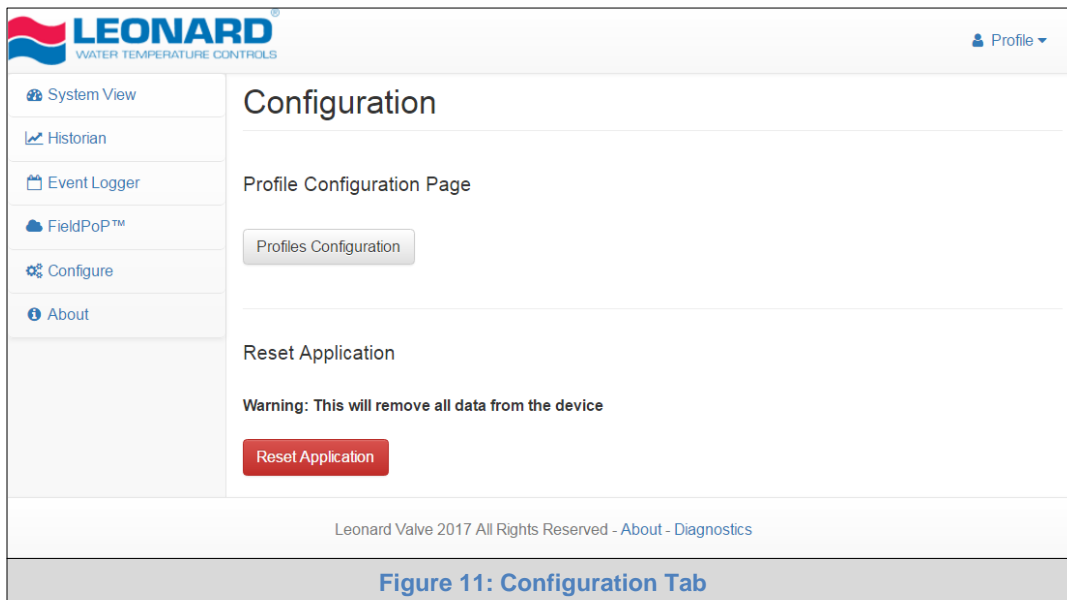 LEONARD®
WATER TEMPERATURE CONTROLS
Profile
System View
Historian
Event Logger
FieldPoP™
Configure
About
Configuration
Profile Configuration Page
Profiles Configuration
Reset Application
Warning: This will remove all data from the device
Reset Application
Leonard Valve 2017 All Rights Reserved - About - Diagnostics
Figure 11: Configuration Tab